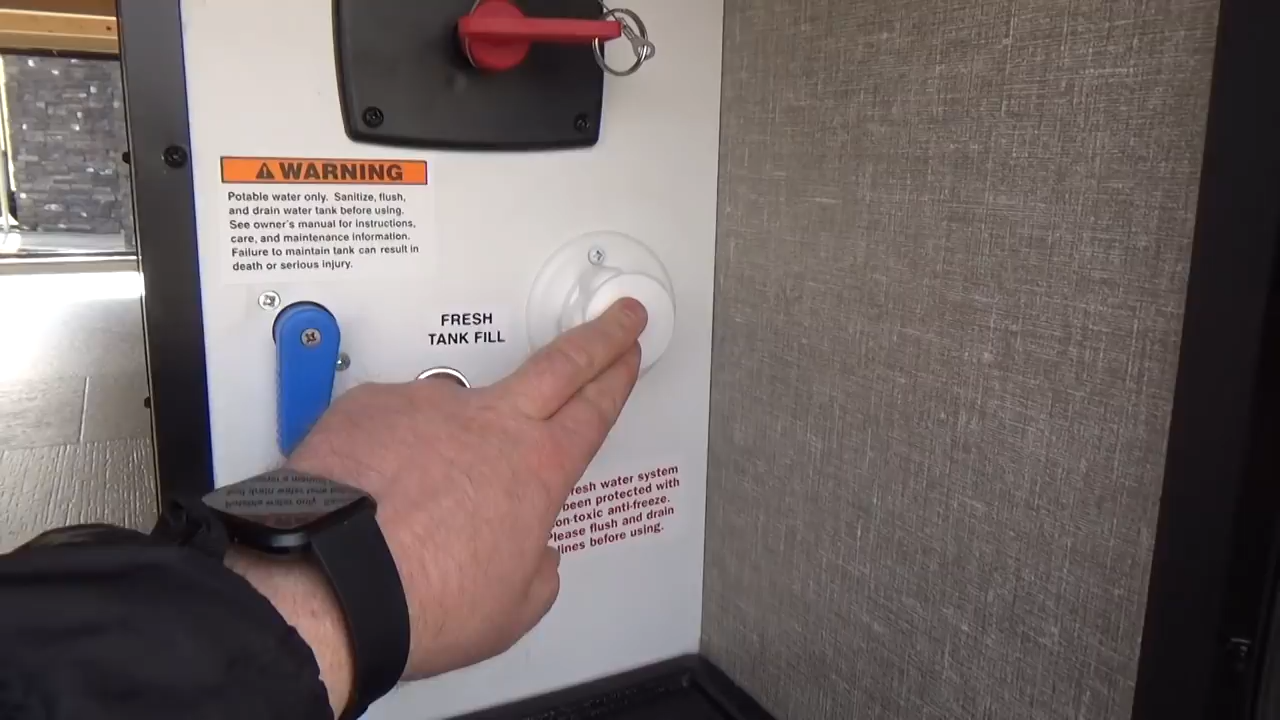 WARNING
Potable water only. Sanitize, flush,
and drain water tank before using.
See owner's manual for instructions,
care, and maintenance information.
Failure to maintain tank can result in
death or serious injury.
FRESH
TANK FILL
resh water system
been protected with
on-toxic anti-freeze.
Please flush and drain
lines before using.